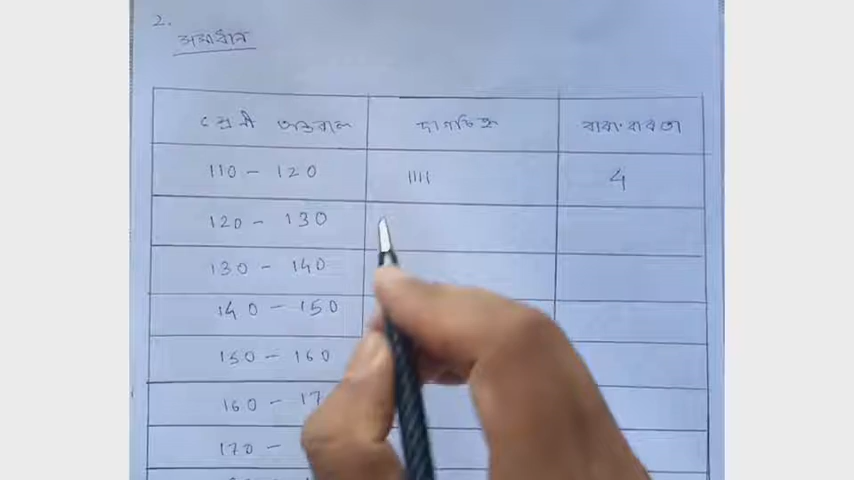 2.
সমাধান
শ্রেণী অন্তরাল দাগচিহ্ন বারংবারতা
110 - 120 |||| 4
120 - 130
130 - 140
140 - 150
150 - 160
160 - 17
170 -